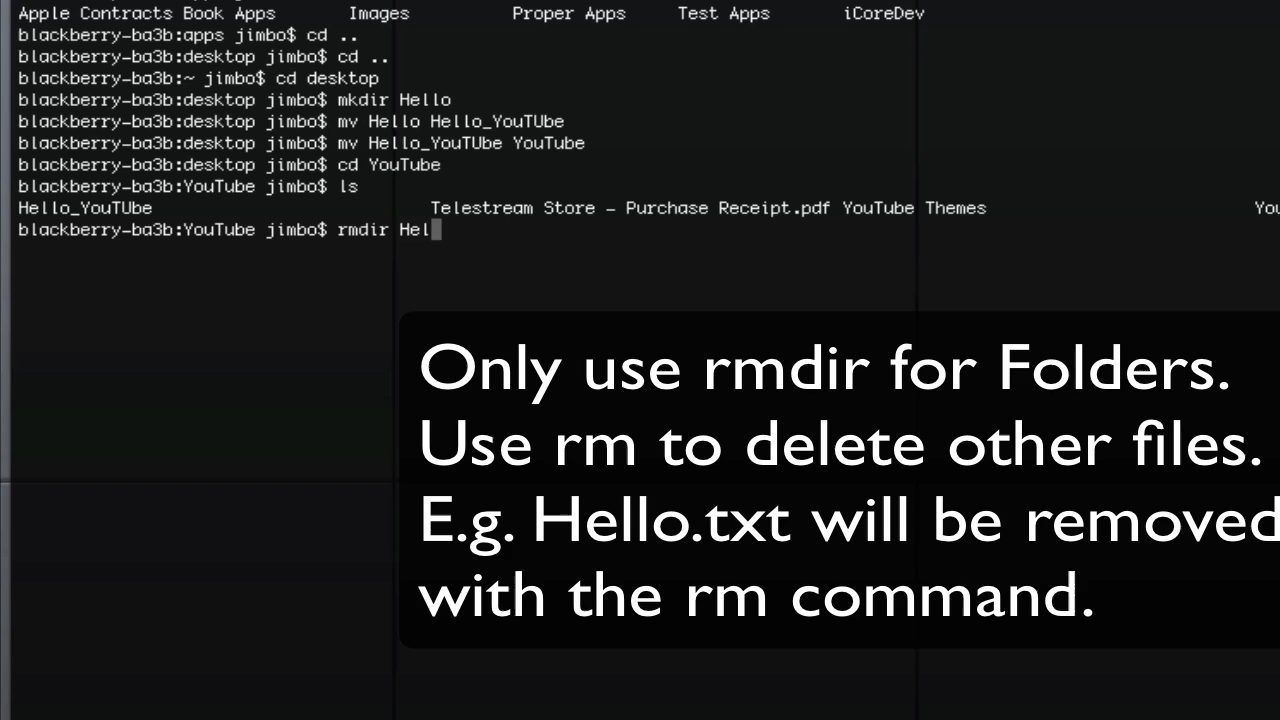 Apple Contracts Book Apps Images Proper Apps Test Apps iCoreDev
blackberry-ba3b:apps jimbo$ cd ..
blackberry-ba3b:desktop jimbo$ cd ..
blackberry-ba3b:~ jimbo$ cd desktop
blackberry-ba3b:desktop jimbo$ mkdir Hello
blackberry-ba3b:desktop jimbo$ mv Hello Hello_YouTUbe
blackberry-ba3b:desktop jimbo$ mv Hello_YouTUbe YouTube
blackberry-ba3b:desktop jimbo$ cd YouTube
blackberry-ba3b:YouTube jimbo$ ls
Hello_YouTUbe Telestream Store - Purchase Receipt.pdf YouTube Themes You
blackberry-ba3b:YouTube jimbo$ rmdir Hel
Only use rmdir for Folders.
Use rm to delete other files.
E.g. Hello.txt will be removed
with the rm command.